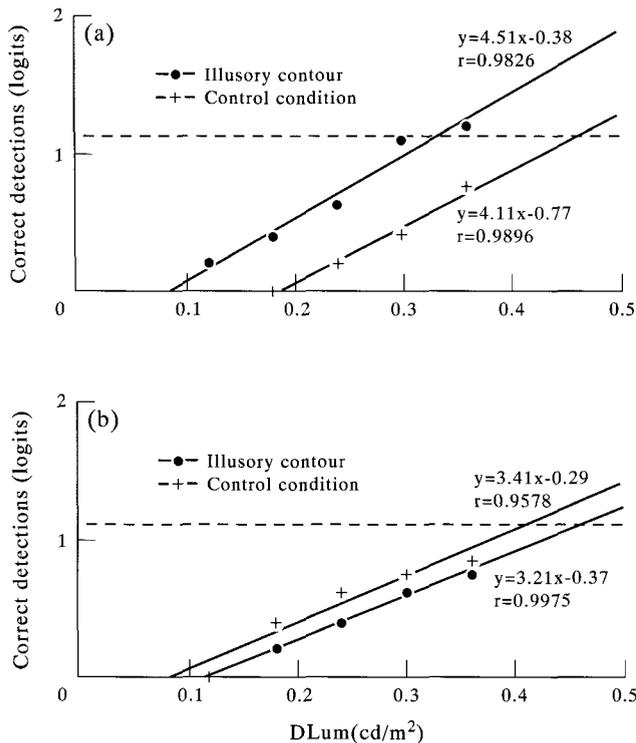 (a)
2
1
0
0.1
0.2
0.3
0.4
0.5
Correct detections (logits)
Illusory contour
Control condition
y=4.51x-0.38
r=0.9826
y=4.11x-0.77
r=0.9896
(b)
2
1
0
0.1
0.2
0.3
0.4
0.5
Correct detections (logits)
Illusory contour
Control condition
y=3.41x-0.29
r=0.9578
y=3.21x-0.37
r=0.9975
DLum(cd/m²)